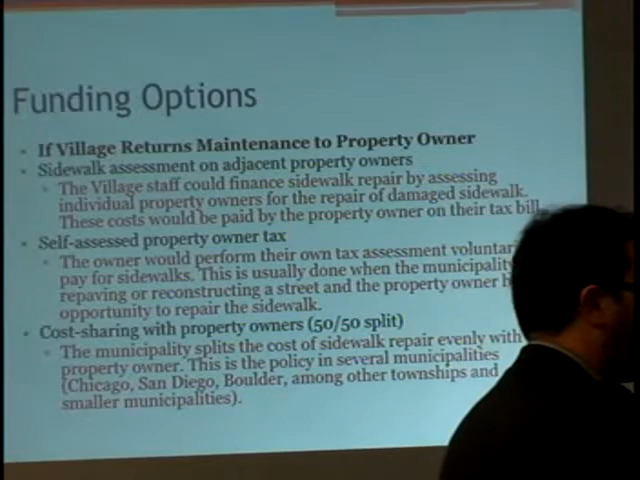 Funding Options
If Village Returns Maintenance to Property Owner
Sidewalk assessment on adjacent property owners
The Village staff could finance sidewalk repair by assessing
individual property owners for the repair of damaged sidewalk.
These costs would be paid by the property owner on their tax bill
Self-assessed property owner tax
The owner would perform their own tax assessment
pay for sidewalks. This is usually done when the municipality
repaving or reconstructing a street and the property owner
opportunity to repair the sidewalk.
Cost-sharing with property owners (50/50 split)
The municipality splits the cost of sidewalk repair evenly with
property owner. This is the policy in several municipalities
(Chicago, San Diego, Boulder, among other townships and
smaller municipalities).